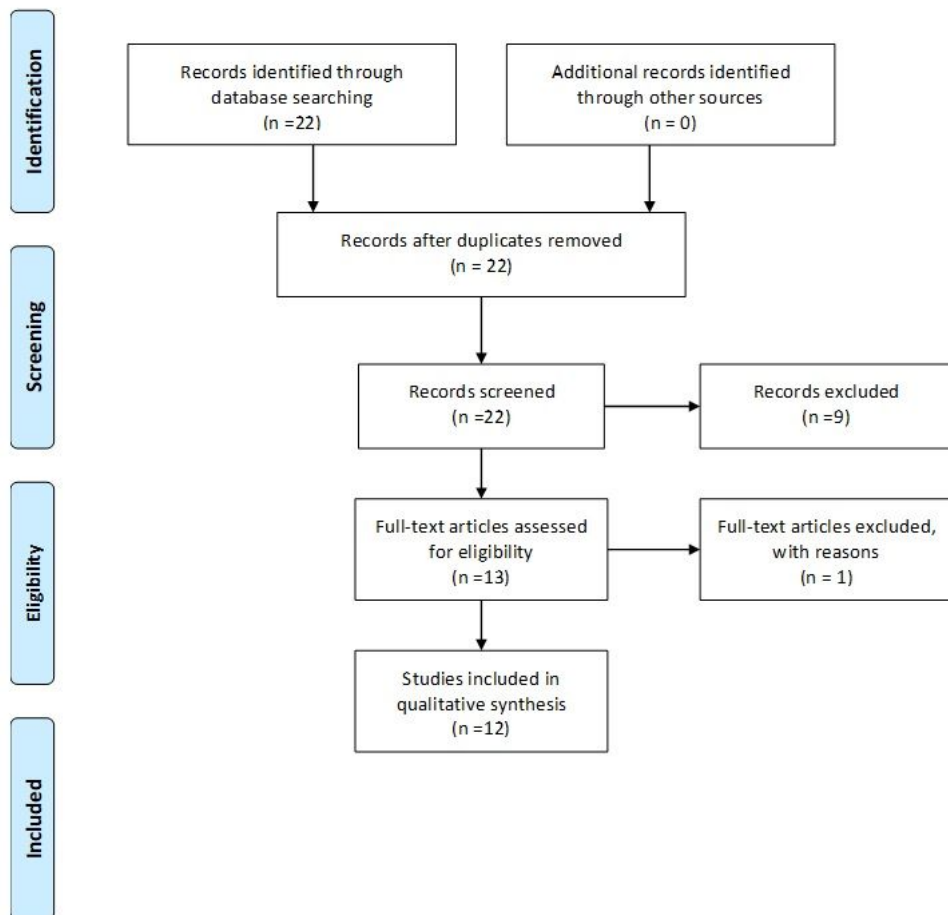 Identification
Records identified through
database searching
(n =22)
Additional records identified
through other sources
(n = 0)
Records after duplicates removed
(n = 22)
Screening
Records screened
(n =22)
Records excluded
(n =9)
Eligibility
Full-text articles assessed
for eligibility
(n =13)
Full-text articles excluded,
with reasons
(n = 1)
Studies included in
qualitative synthesis
(n =12)
Included